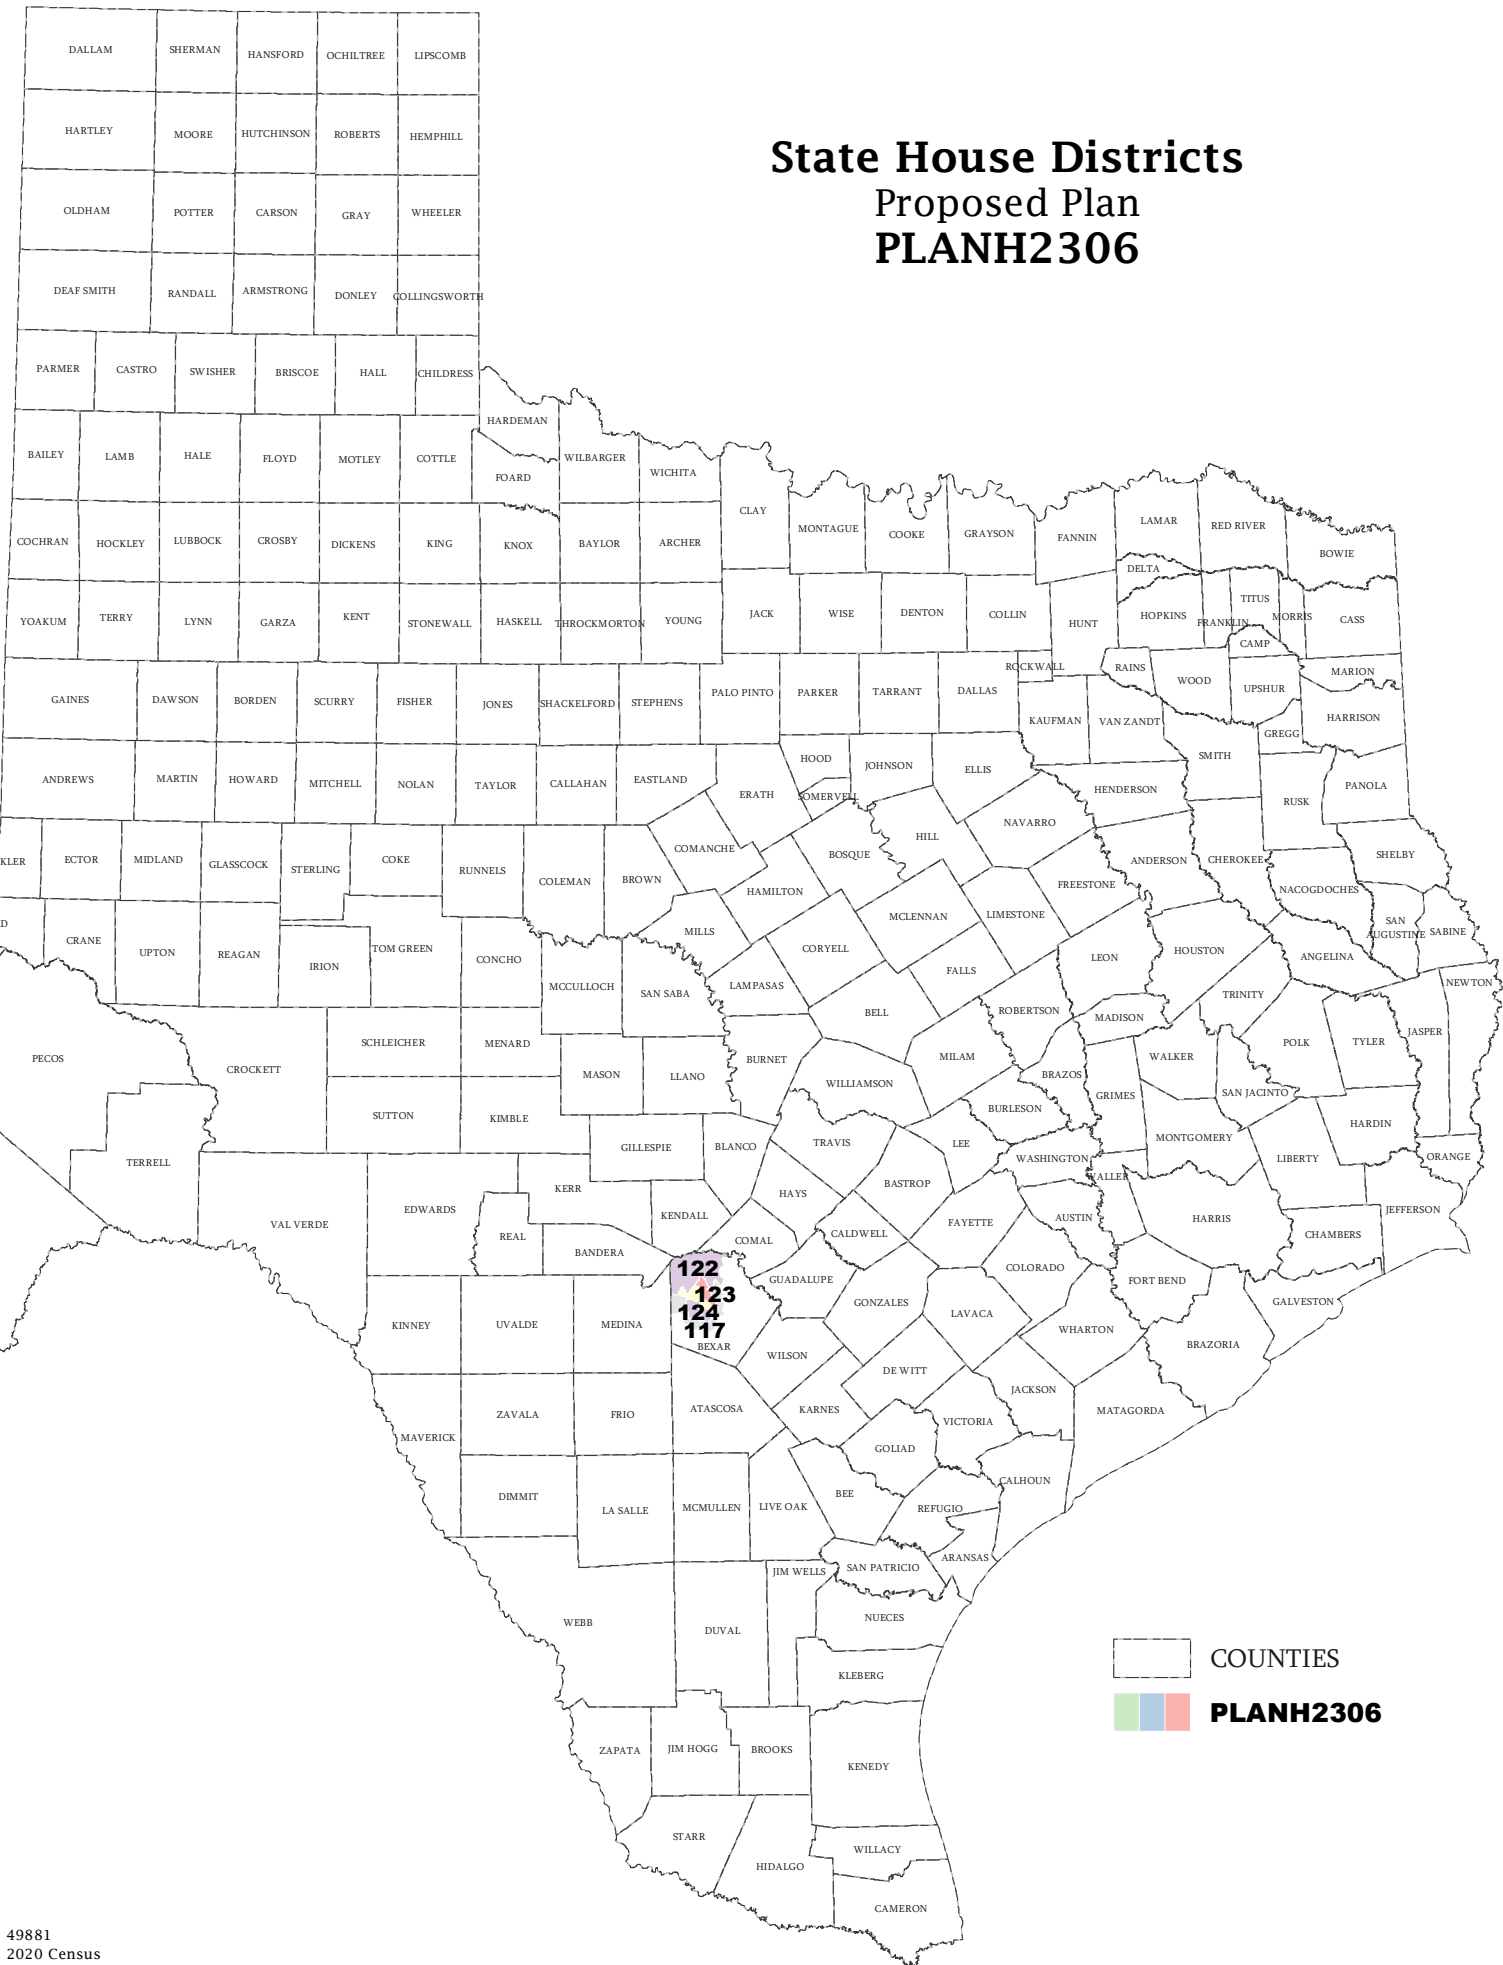 State House Districts
Proposed Plan
PLANH2306
DALLAM SHERMAN HANSFORD OCHILTREE LIPSCOMB
HARTLEY MOORE HUTCHINSON ROBERTS HEMPHILL
OLDHAM POTTER CARSON GRAY WHEELER
DEAF SMITH RANDALL ARMSTRONG DONLEY COLLINGSWORTH
PARMER CASTRO SWISHER BRISCOE HALL CHILDRESS
HARDEMAN
BAILEY LAMB HALE FLOYD MOTLEY COTTLE FOARD WILBARGER WICHITA
CLAY MONTAGUE COOKE GRAYSON FANNIN LAMAR RED RIVER BOWIE
COCHRAN HOCKLEY LUBBOCK CROSBY DICKENS KING KNOX BAYLOR ARCHER
DELTA
YOAKUM TERRY LYNN GARZA KENT STONEWALL HASKELL THROCKMORTON YOUNG JACK WISE DENTON COLLIN HUNT HOPKINS FRANKLIN TITUS MORRIS CASS
CAMP
ROCKWALL RAINS WOOD UPSHUR MARION
GAINES DAWSON BORDEN SCURRY FISHER JONES SHACKELFORD STEPHENS PALO PINTO PARKER TARRANT DALLAS
KAUFMAN VAN ZANDT GREGG HARRISON
ANDREWS MARTIN HOWARD MITCHELL NOLAN TAYLOR CALLAHAN EASTLAND ERATH HOOD JOHNSON ELLIS SMITH
SOMERVELL HENDERSON RUSK PANOLA
KLER ECTOR MIDLAND GLASSCOCK STERLING COKE RUNNELS COLEMAN BROWN COMANCHE BOSQUE HILL NAVARRO
ANDERSON CHEROKEE SHELBY
HAMILTON FREESTONE NACOGDOCHES
D CRANE UPTON REAGAN IRION TOM GREEN CONCHO MILLS CORYELL MCLENNAN LIMESTONE
SAN
AUGUSTINE SABINE
LEON HOUSTON ANGELINA
MCCULLOCH SAN SABA LAMPASAS FALLS
BELL ROBERTSON MADISON TRINITY NEWTON
PECOS CROCKETT SCHLEICHER MENARD MASON LLANO BURNET MILAM WALKER POLK TYLER JASPER
WILLIAMSON BRAZOS GRIMES SAN JACINTO
SUTTON KIMBLE BURLESON HARDIN
TERRELL GILLESPIE BLANCO TRAVIS LEE WASHINGTON MONTGOMERY LIBERTY ORANGE
WALLER
VAL VERDE EDWARDS KERR HAYS BASTROP JEFFERSON
REAL KENDALL CALDWELL FAYETTE AUSTIN HARRIS CHAMBERS
BANDERA COMAL
122
GUADALUPE COLORADO FORT BEND
123
GALVESTON
124
GONZALES
KINNEY UVALDE MEDINA LAVACA
117
BEXAR WHARTON BRAZORIA
WILSON DE WITT
JACKSON
ZAVALA FRIO ATASCOSA KARNES VICTORIA MATAGORDA
MAVERICK GOLIAD
CALHOUN
DIMMIT LA SALLE MCMULLEN LIVE OAK BEE REFUGIO
ARANSAS
JIM WELLS SAN PATRICIO
WEBB DUVAL NUECES
KLEBERG
ZAPATA JIM HOGG BROOKS KENEDY
STARR WILLACY
HIDALGO
CAMERON
COUNTIES
PLANH2306
49881
2020 Census